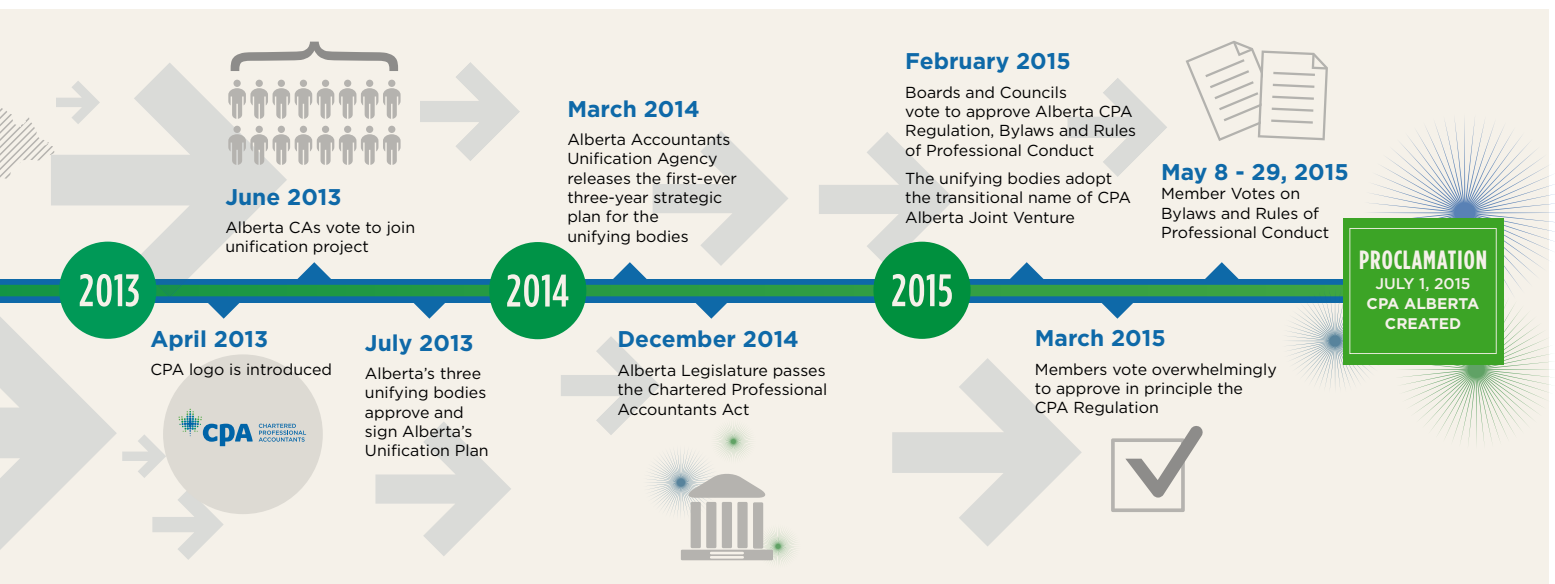 2013
April 2013
CPA logo is introduced
CPA CHARTERED
PROFESSIONAL
ACCOUNTANTS
June 2013
Alberta CAs vote to join
unification project
July 2013
Alberta's three
unifying bodies
approve and
sign Alberta's
Unification Plan
2014
March 2014
Alberta Accountants
Unification Agency
releases the first-ever
three-year strategic
plan for the
unifying bodies
December 2014
Alberta Legislature passes
the Chartered Professional
Accountants Act
2015
February 2015
Boards and Councils
vote to approve Alberta CPA
Regulation, Bylaws and Rules
of Professional Conduct
The unifying bodies adopt
the transitional name of CPA
Alberta Joint Venture
March 2015
Members vote overwhelmingly
to approve in principle the
CPA Regulation
May 8 - 29, 2015
Member Votes on
Bylaws and Rules of
Professional Conduct
PROCLAMATION
JULY 1, 2015
CPA ALBERTA
CREATED